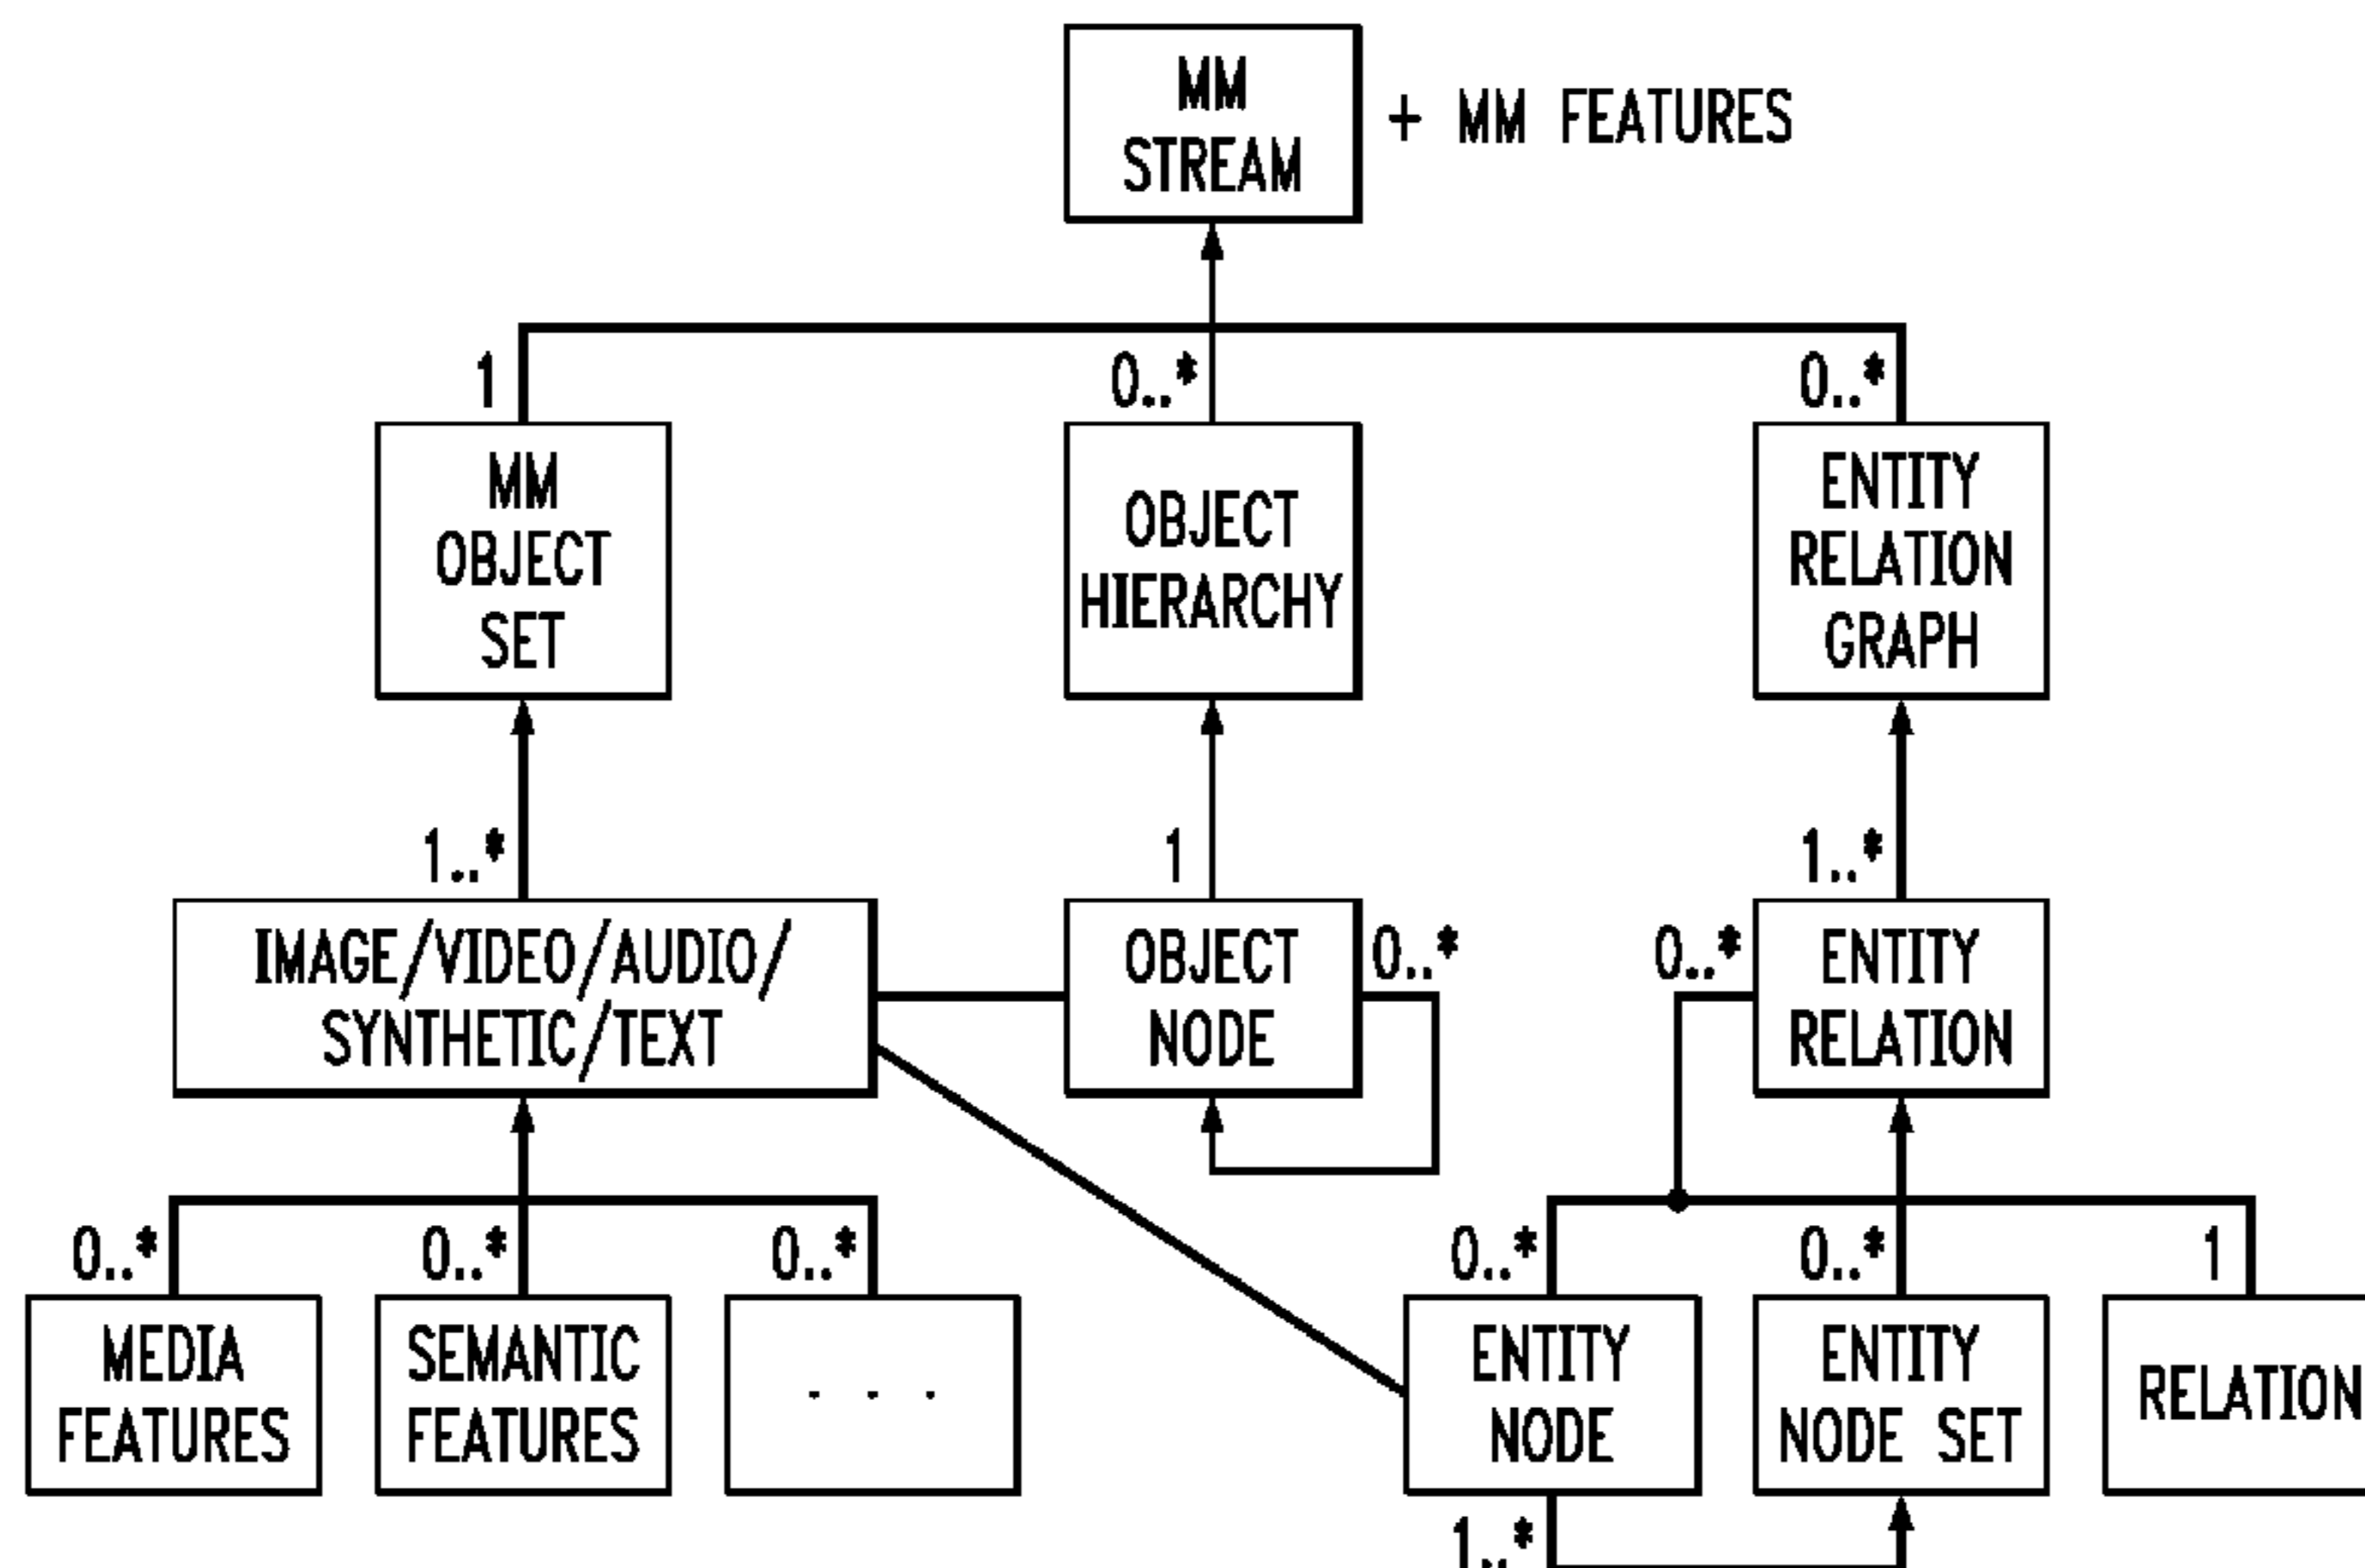 MM
STREAM
+ MM FEATURES
1
0..*
0..*
MM
OBJECT
SET
OBJECT
HIERARCHY
ENTITY
RELATION
GRAPH
1..*
1
1..*
IMAGE/VIDEO/AUDIO/
SYNTHETIC/TEXT
OBJECT
NODE
0..*
0..*
ENTITY
RELATION
0..*
0..*
0..*
0..*
0..*
1
MEDIA
FEATURES
SEMANTIC
FEATURES
. . .
ENTITY
NODE
ENTITY
NODE SET
RELATION
1..*